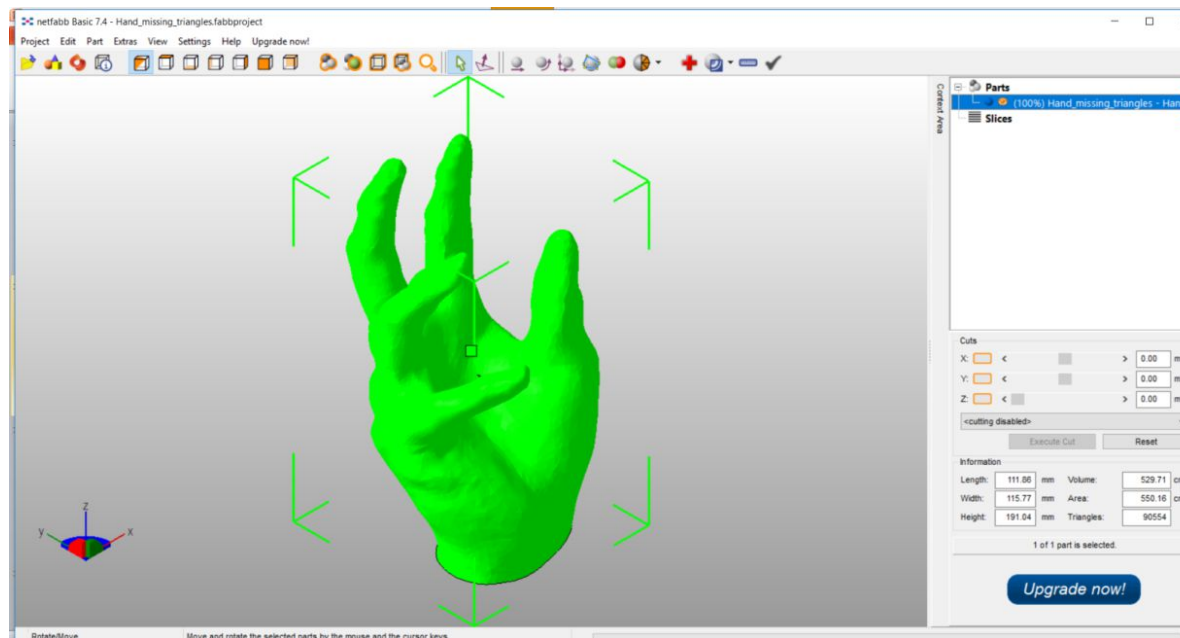 netfabb Basic 7.4 - Hand_missing_triangles.fabbproject
Project Edit Part Extras View Settings Help Upgrade now!
Context Area
Parts
(100%) Hand_missing_triangles - Han
Slices
Cuts
X: < > 0.00 m
Y: < > 0.00 m
Z: < > 0.00 m
<cutting disabled>
Execute Cut Reset
Information
Length: 111.86 mm Volume: 529.71 c
Width: 115.77 mm Area: 550.16 c
Height: 191.04 mm Triangles: 90554
1 of 1 part is selected.
Upgrade now!
z
y x
Rotate/Move Move and rotate the selected parts by the mouse and the cursor keys